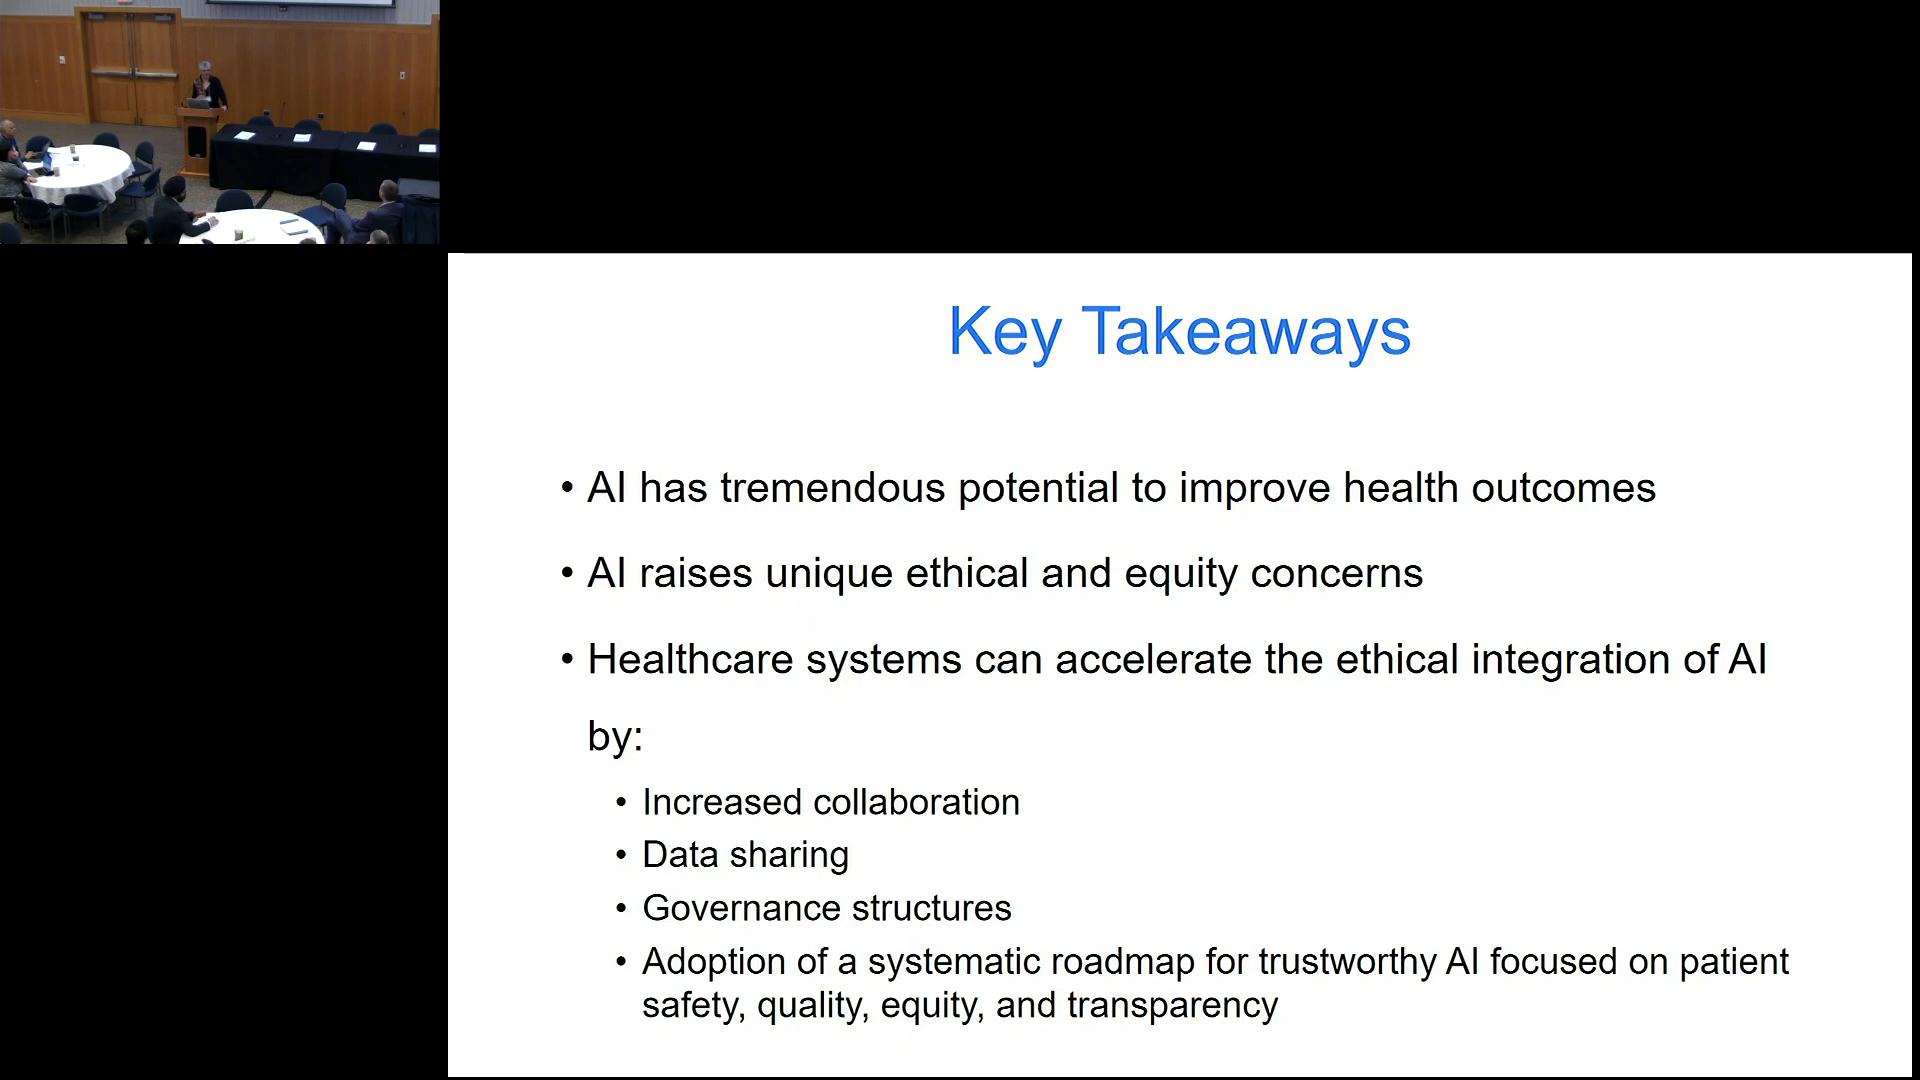 Key Takeaways
• AI has tremendous potential to improve health outcomes
• AI raises unique ethical and equity concerns
• Healthcare systems can accelerate the ethical integration of AI
by:
• Increased collaboration
• Data sharing
• Governance structures
• Adoption of a systematic roadmap for trustworthy AI focused on patient
safety, quality, equity, and transparency